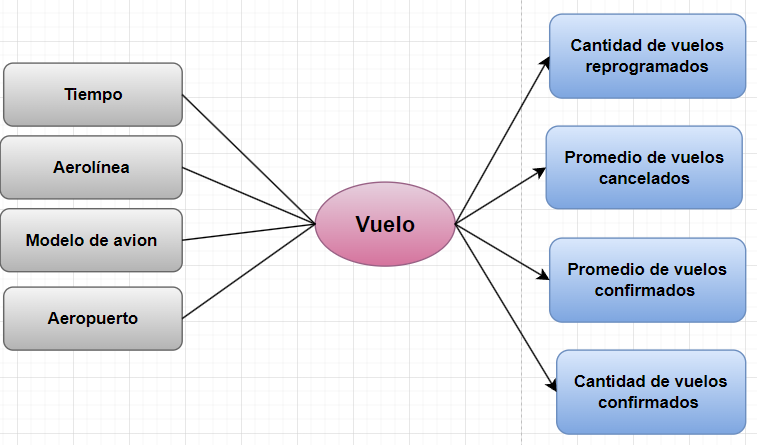 Tiempo
Aerolínea
Modelo de avion
Aeropuerto
Vuelo
Cantidad de vuelos
reprogramados
Promedio de vuelos
cancelados
Promedio de vuelos
confirmados
Cantidad de vuelos
confirmados